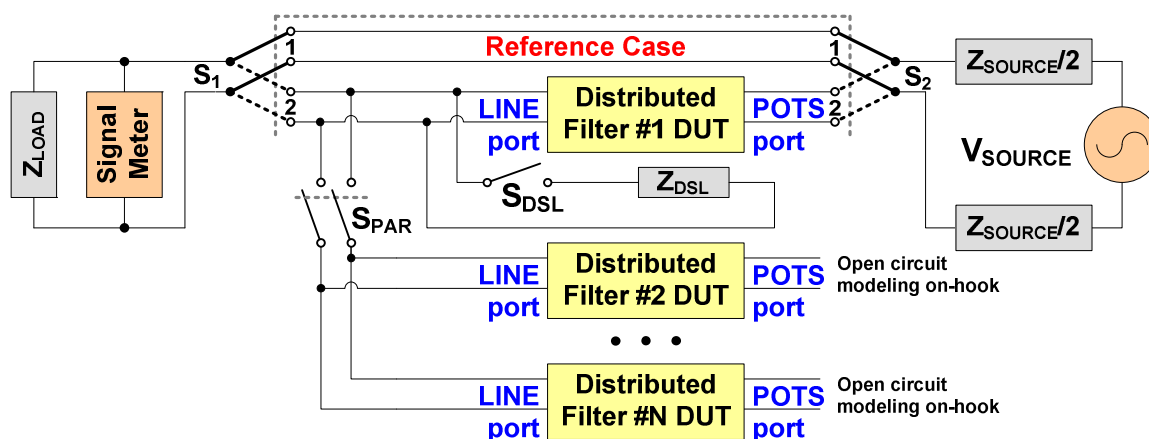 1
Reference Case
1
S1
S2
ZSOURCE/2
ZLOAD
Signal
Meter
2
LINE
port
Distributed
Filter #1 DUT
POTS
port
2
VSOURCE
SDSL
ZDSL
SPAR
ZSOURCE/2
LINE
port
Distributed
Filter #2 DUT
POTS
port
Open circuit
modeling on-hook
• • •
LINE
port
Distributed
Filter #N DUT
POTS
port
Open circuit
modeling on-hook